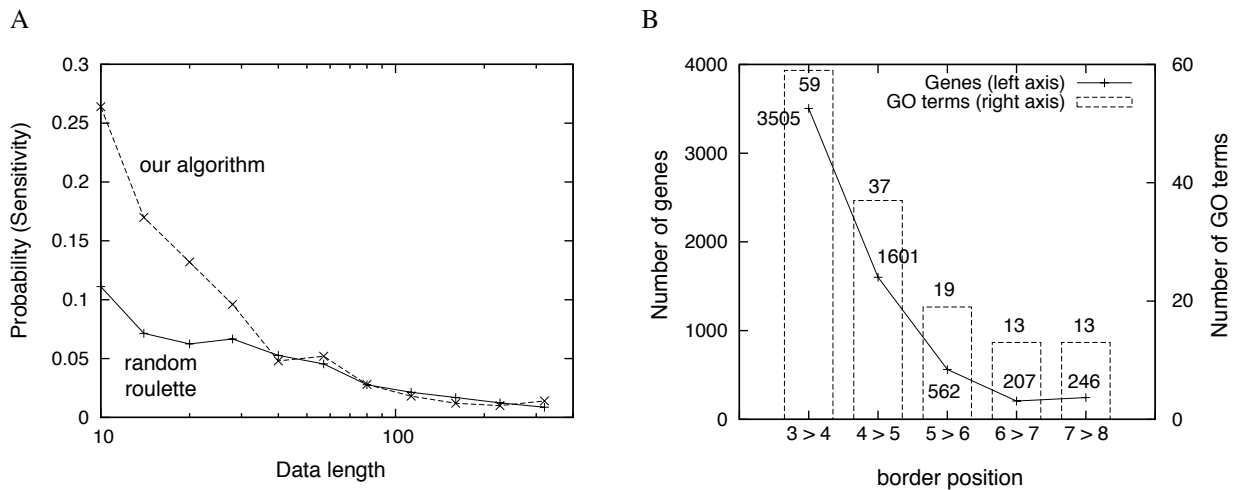 A
0.3
0.25
0.2
0.15
0.1
0.05
0
10
100
Probability (Sensitivity)
Data length
our algorithm
random
roulette
B
4000
3000
2000
1000
0
60
40
20
0
Number of genes
Number of GO terms
Genes (left axis)
GO terms (right axis)
59
3505
37
1601
19
562
13
207
13
246
3 > 4
4 > 5
5 > 6
6 > 7
7 > 8
border position